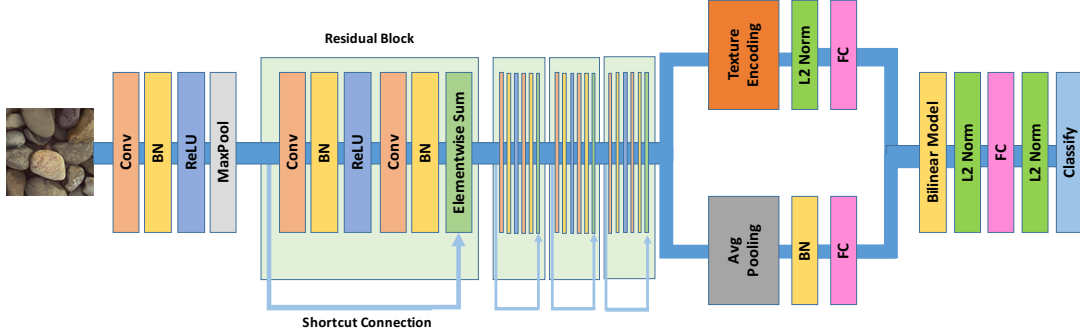 Residual Block
Conv
BN
ReLU
MaxPool
Conv
BN
ReLU
Conv
BN
Elementwise Sum
Shortcut Connection
Texture
Encoding
L2 Norm
FC
Avg
Pooling
BN
FC
Bilinear Model
L2 Norm
FC
L2 Norm
Classify